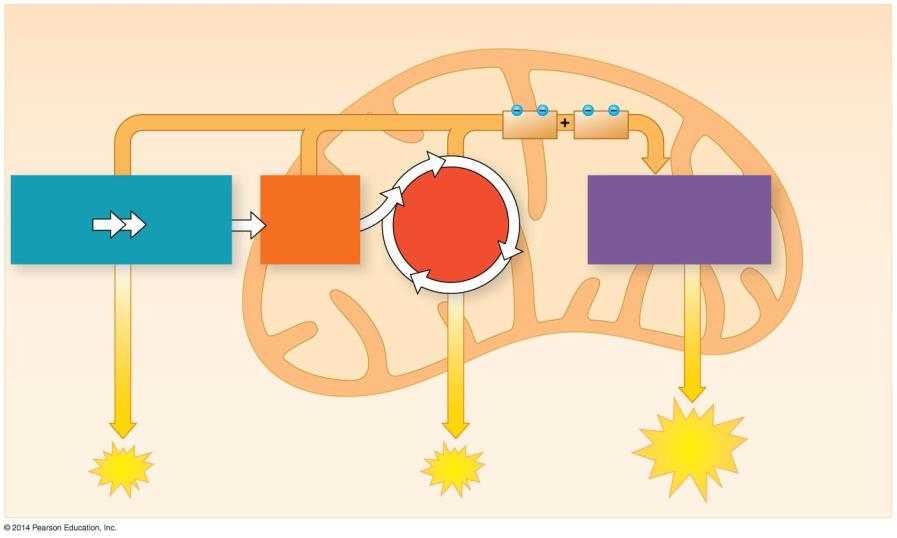 − − + − −
© 2014 Pearson Education, Inc.